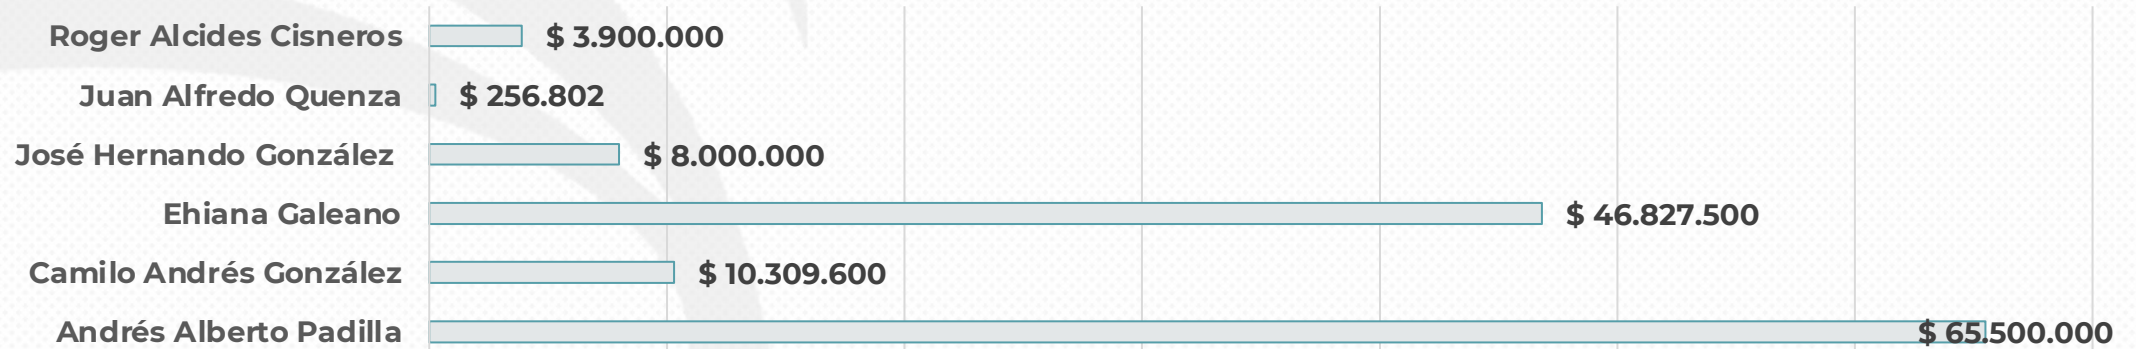 Roger Alcides Cisneros $ 3.900.000
Juan Alfredo Quenza $ 256.802
José Hernando González $ 8.000.000
Ehiana Galeano $ 46.827.500
Camilo Andrés González $ 10.309.600
Andrés Alberto Padilla $ 65.500.000